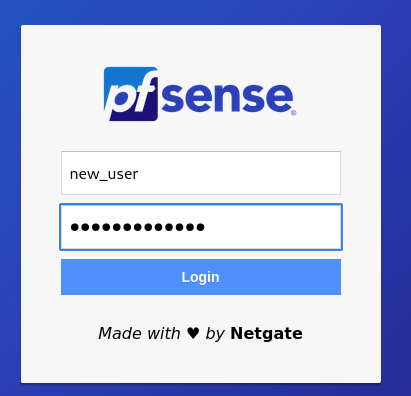 pfsense®
new_user
●●●●●●●●●●●●●
Login
Made with ♥ by Netgate